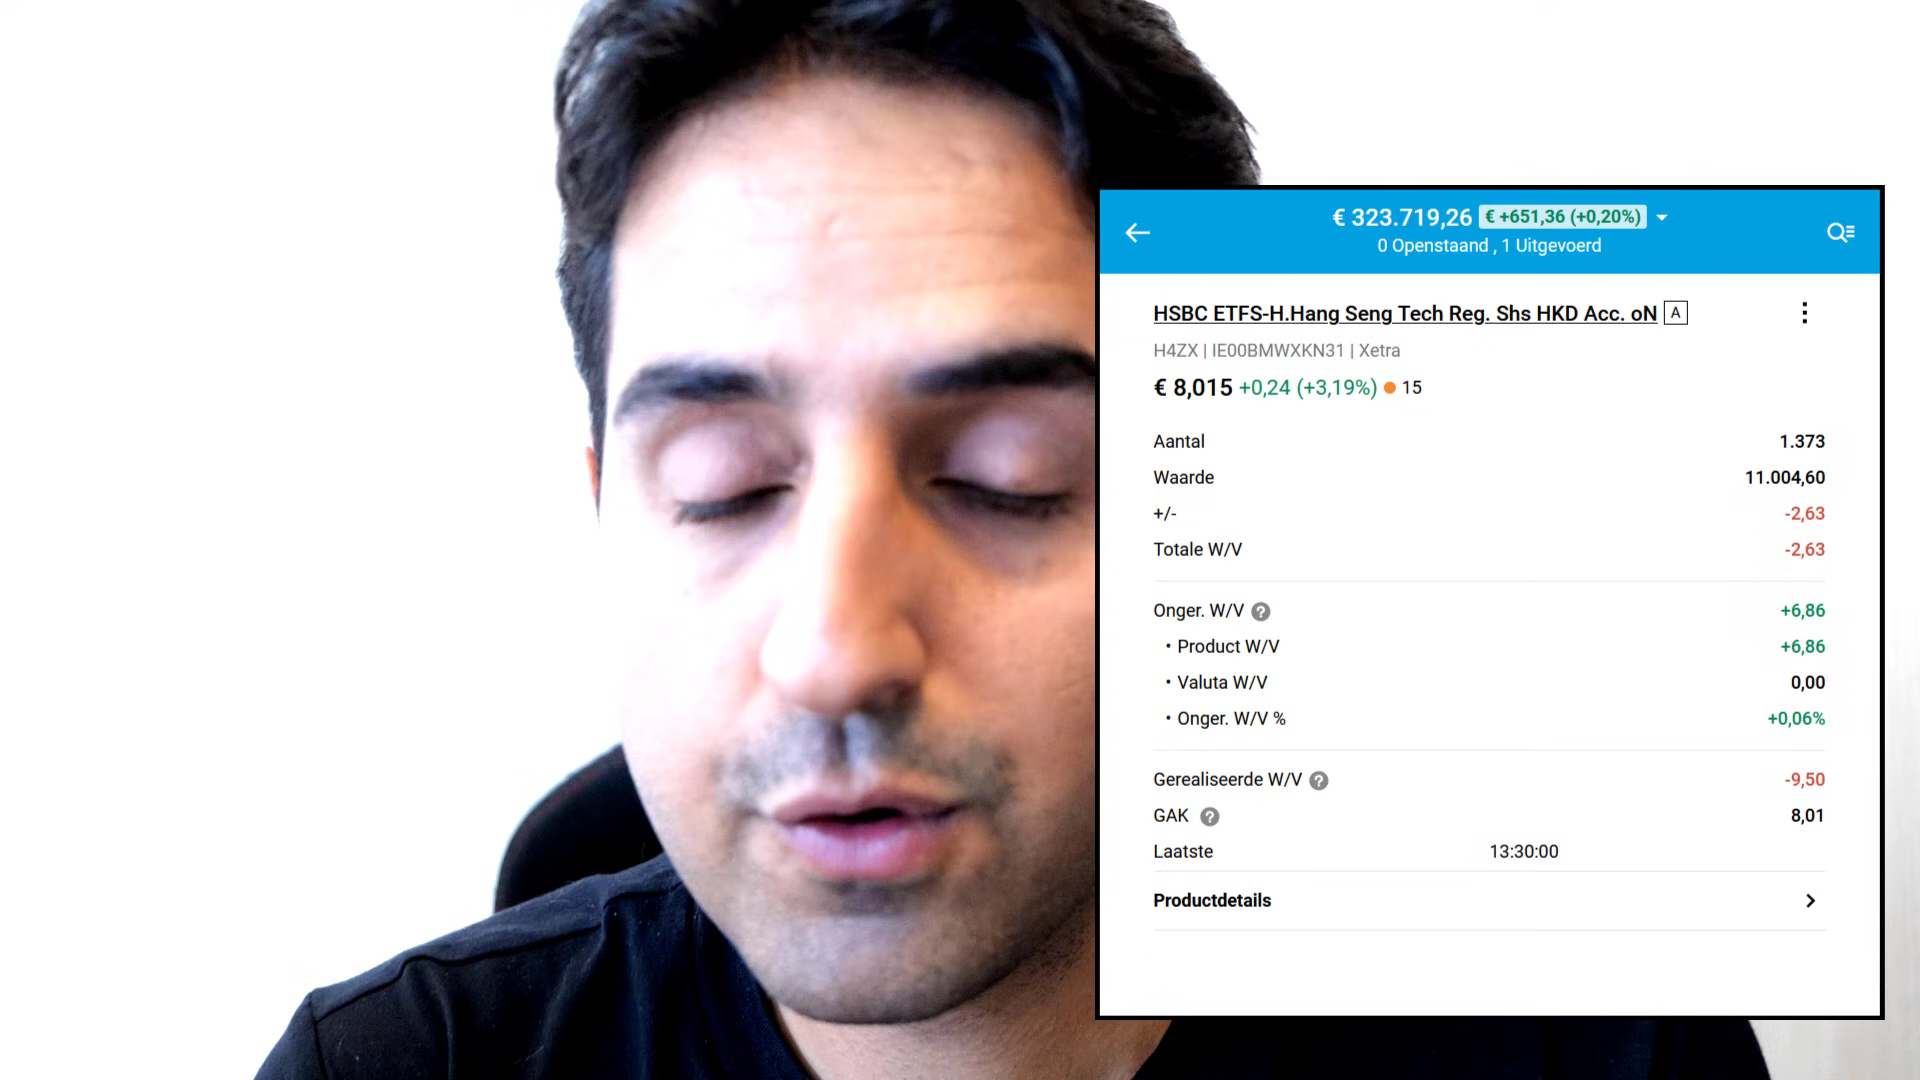 € 323.719,26 € +651,36 (+0,20%)
0 Openstaand , 1 Uitgevoerd
HSBC ETFS-H.Hang Seng Tech Reg. Shs HKD Acc. oN A
H4ZX | IE00BMWXKN31 | Xetra
€ 8,015 +0,24 (+3,19%) 15
Aantal 1.373
Waarde 11.004,60
+/- -2,63
Totale W/V -2,63
Onger. W/V ? +6,86
• Product W/V +6,86
• Valuta W/V 0,00
• Onger. W/V % +0,06%
Gerealiseerde W/V ? -9,50
GAK ? 8,01
Laatste 13:30:00
Productdetails